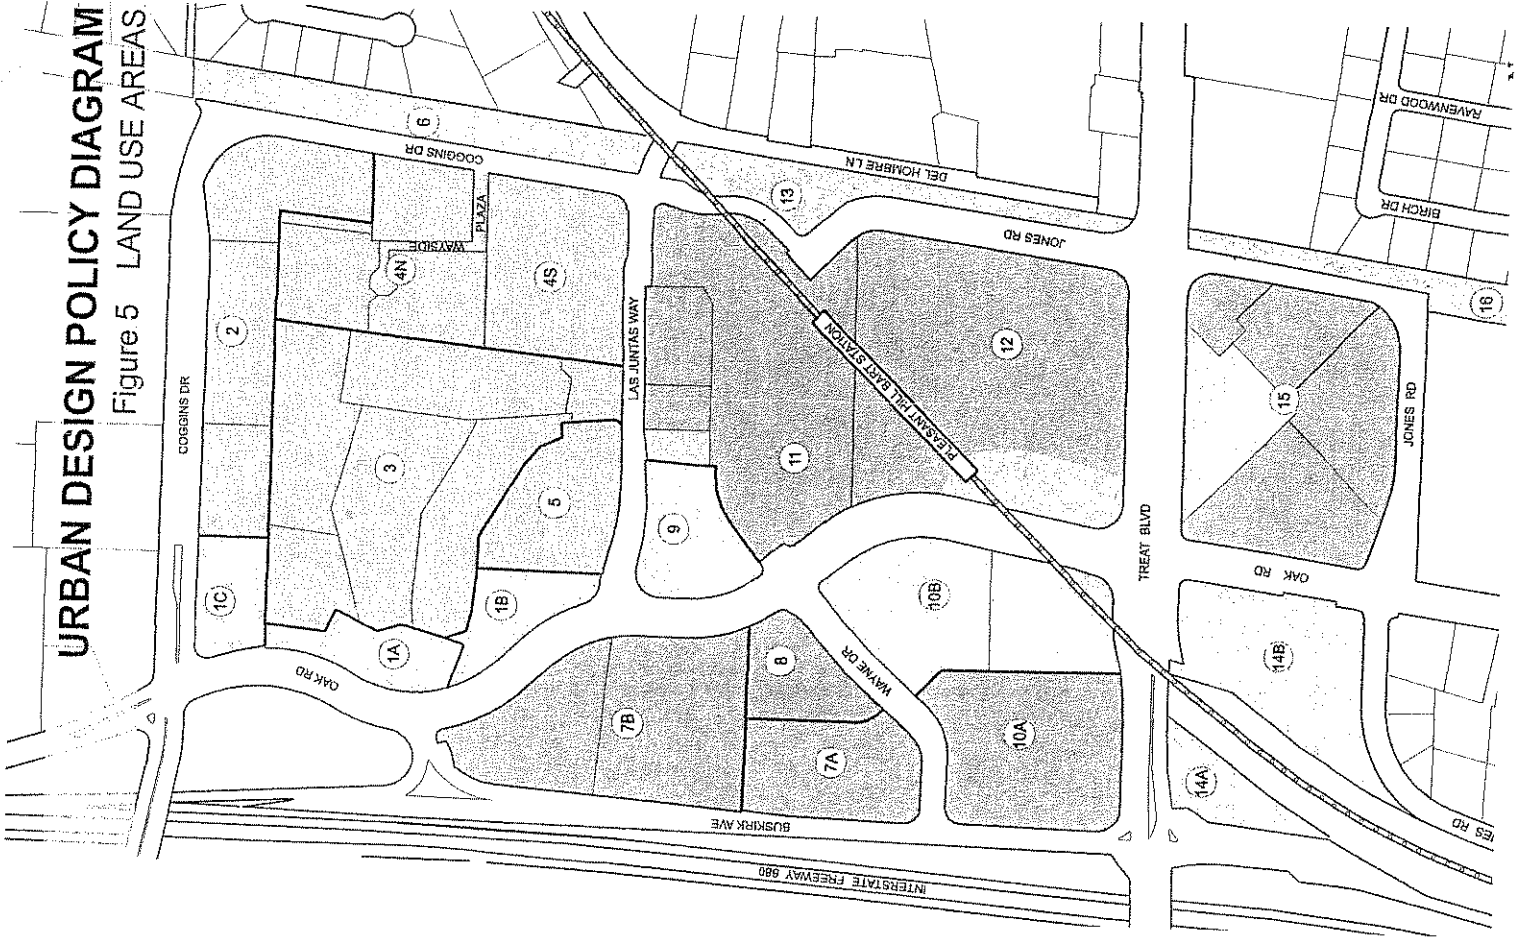 URBAN DESIGN POLICY DIAGRAM
Figure 5 LAND USE AREAS
COGGINS DR
OAK RD
COGGINS DR
WAYSIDE
PLAZA
LAS JUNTAS WAY
PLEASANT HILL BART STATION
DEL HOMBRE LN
JONES RD
WAYNE DR
BUSKIRK AVE
INTERSTATE FREEWAY 680
TREAT BLVD
OAK RD
JONES RD
BIRCH DR
RAVENWOOD DR
NES RD
1A
1B
1C
2
3
4N
4S
5
6
7A
7B
8
9
10A
10B
11
12
13
14A
14B
15
16